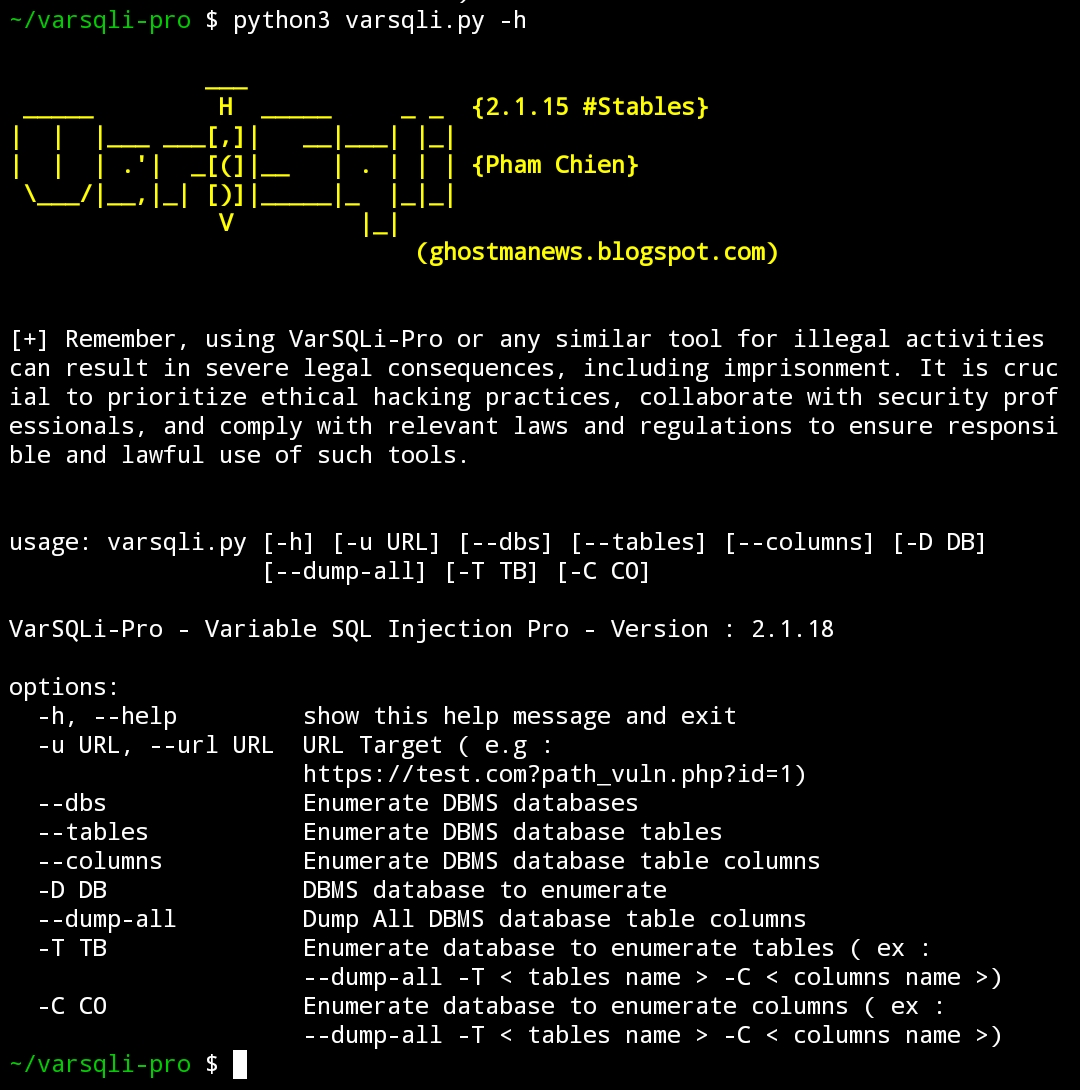 ~/varsqli-pro $ python3 varsqli.py -h
        ___
 _____         H  _____      _ _  {2.1.15 #Stables}
|  |  |___ ___[,]|   __|___| |_|
|  |  | .'|  _[(]|__   | . | | | {Pham Chien}
 \___/|__,|_| [)]|_____|_  |_|_|
               V         |_|
                             (ghostmanews.blogspot.com)
[+] Remember, using VarSQLi-Pro or any similar tool for illegal activities
can result in severe legal consequences, including imprisonment. It is cruc
ial to prioritize ethical hacking practices, collaborate with security prof
essionals, and comply with relevant laws and regulations to ensure responsi
ble and lawful use of such tools.
usage: varsqli.py [-h] [-u URL] [--dbs] [--tables] [--columns] [-D DB]
                  [--dump-all] [-T TB] [-C CO]
VarSQLi-Pro - Variable SQL Injection Pro - Version : 2.1.18
options:
  -h, --help         show this help message and exit
  -u URL, --url URL  URL Target ( e.g :
                     https://test.com?path_vuln.php?id=1)
  --dbs              Enumerate DBMS databases
  --tables           Enumerate DBMS database tables
  --columns          Enumerate DBMS database table columns
  -D DB              DBMS database to enumerate
  --dump-all         Dump All DBMS database table columns
  -T TB              Enumerate database to enumerate tables ( ex :
                     --dump-all -T < tables name > -C < columns name >)
  -C CO              Enumerate database to enumerate columns ( ex :
                     --dump-all -T < tables name > -C < columns name >)
~/varsqli-pro $